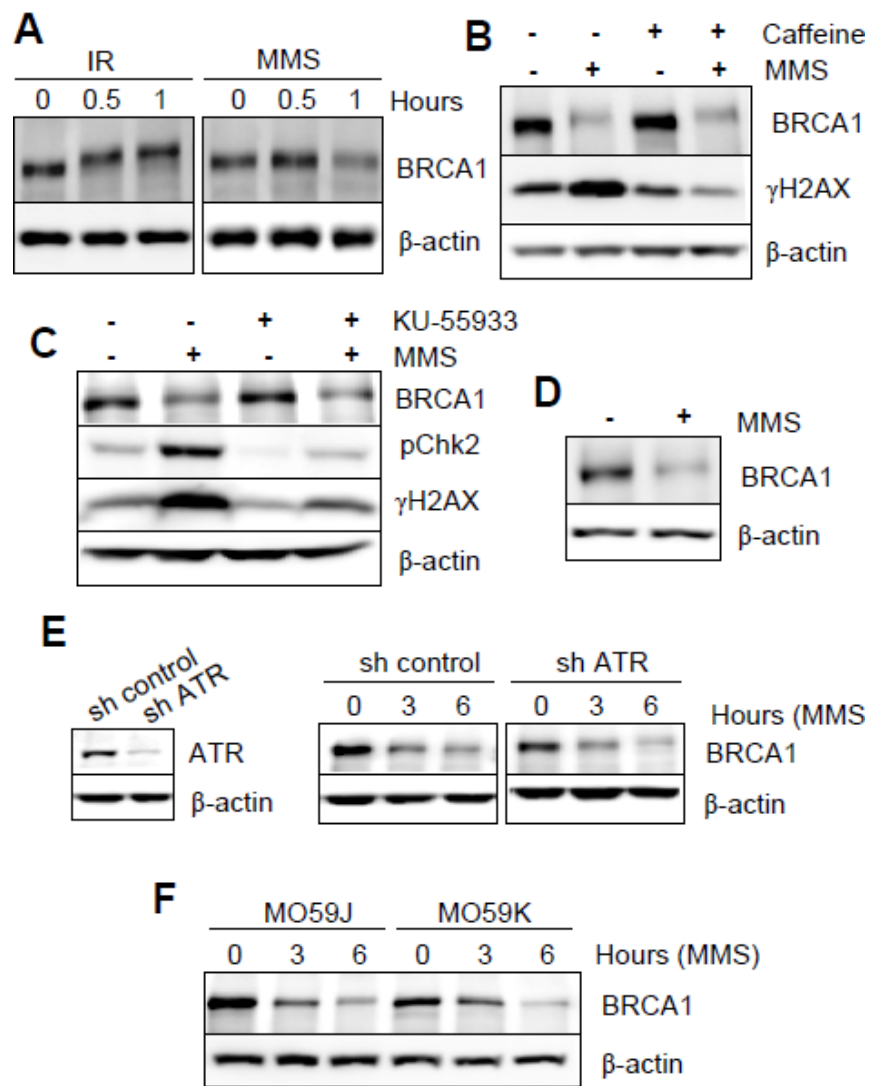 A
IR MMS
0 0.5 1 0 0.5 1 Hours
BRCA1
β-actin
B
- - + + Caffeine
- + - + MMS
BRCA1
γH2AX
β-actin
C
- - + + KU-55933
- + - + MMS
BRCA1
pChk2
γH2AX
β-actin
D
- + MMS
BRCA1
β-actin
E
sh control
sh ATR
ATR
β-actin
sh control sh ATR
0 3 6 0 3 6 Hours (MMS
BRCA1
β-actin
F
MO59J MO59K
0 3 6 0 3 6 Hours (MMS)
BRCA1
β-actin